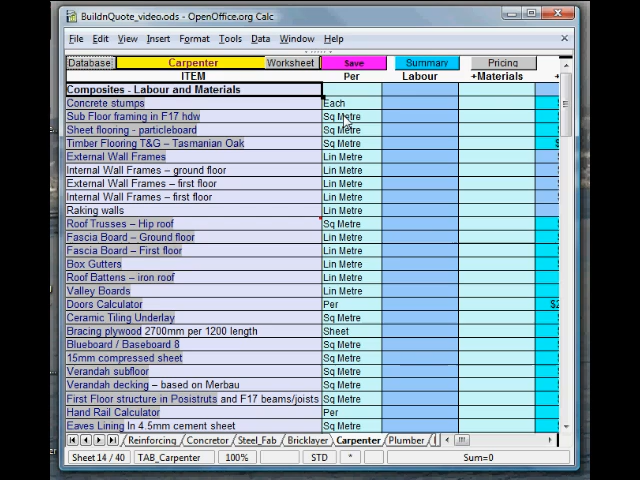 BuildnQuote_video.ods - OpenOffice.org Calc
File Edit View Insert Format Tools Data Window Help
Database Carpenter Worksheet Save Summary Pricing
ITEM Per Labour +Materials +
Composites - Labour and Materials
Concrete stumps Each
Sub Floor framing in F17 hdw Sq Metre
Sheet flooring - particleboard Sq Metre
Timber Flooring T&G – Tasmanian Oak Sq Metre $
External Wall Frames Lin Metre
Internal Wall Frames – ground floor Lin Metre
External Wall Frames – first floor Lin Metre
Internal Wall Frames – first floor Lin Metre
Raking walls Lin Metre
Roof Trusses – Hip roof Sq Metre
Fascia Board – Ground floor Lin Metre
Fascia Board – First floor Lin Metre
Box Gutters Lin Metre
Roof Battens – iron roof Lin Metre
Valley Boards Lin Metre
Doors Calculator Per $2
Ceramic Tiling Underlay Sq Metre
Bracing plywood 2700mm per 1200 length Sheet
Blueboard / Baseboard 8 Sq Metre
15mm compressed sheet Sq Metre
Verandah subfloor Sq Metre
Verandah decking – based on Merbau Sq Metre
First Floor structure in Posistruts and F17 beams/joists Sq Metre
Hand Rail Calculator Per
Eaves Lining In 4.5mm cement sheet Sq Metre
Reinforcing Concretor Steel_Fab Bricklayer Carpenter Plumber
Sheet 14 / 40 TAB_Carpenter 100% STD * Sum=0